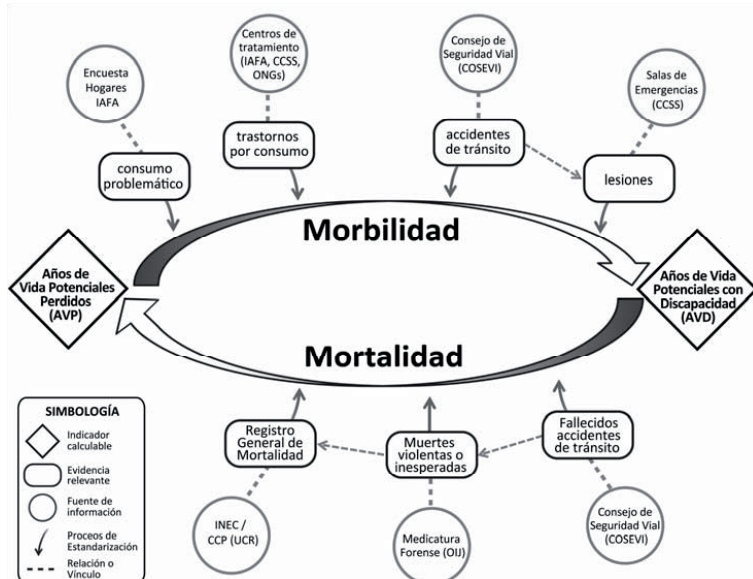 Encuesta
Hogares
IAFA
Centros de
tratamiento
(IAFA, CCSS,
ONGs)
Consejo de
Seguridad Vial
(COSEVI)
Salas de
Emergencias
(CCSS)
consumo
problemático
trastornos
por consumo
accidentes
de tránsito
lesiones
Morbilidad
Años de
Vida Potenciales
Perdidos
(AVP)
Años de Vida
Potenciales con
Discapacidad
(AVD)
Mortalidad
Registro
General de
Mortalidad
Muertes
violentas o
inesperadas
Fallecidos
accidentes
de tránsito
INEC /
CCP (UCR)
Medicatura
Forense (OIJ)
Consejo de
Seguridad Vial
(COSEVI)
SIMBOLOGÍA
Indicador
calculable
Evidencia
relevante
Fuente de
información
Proceos de
Estandarización
Relación o
Vínculo